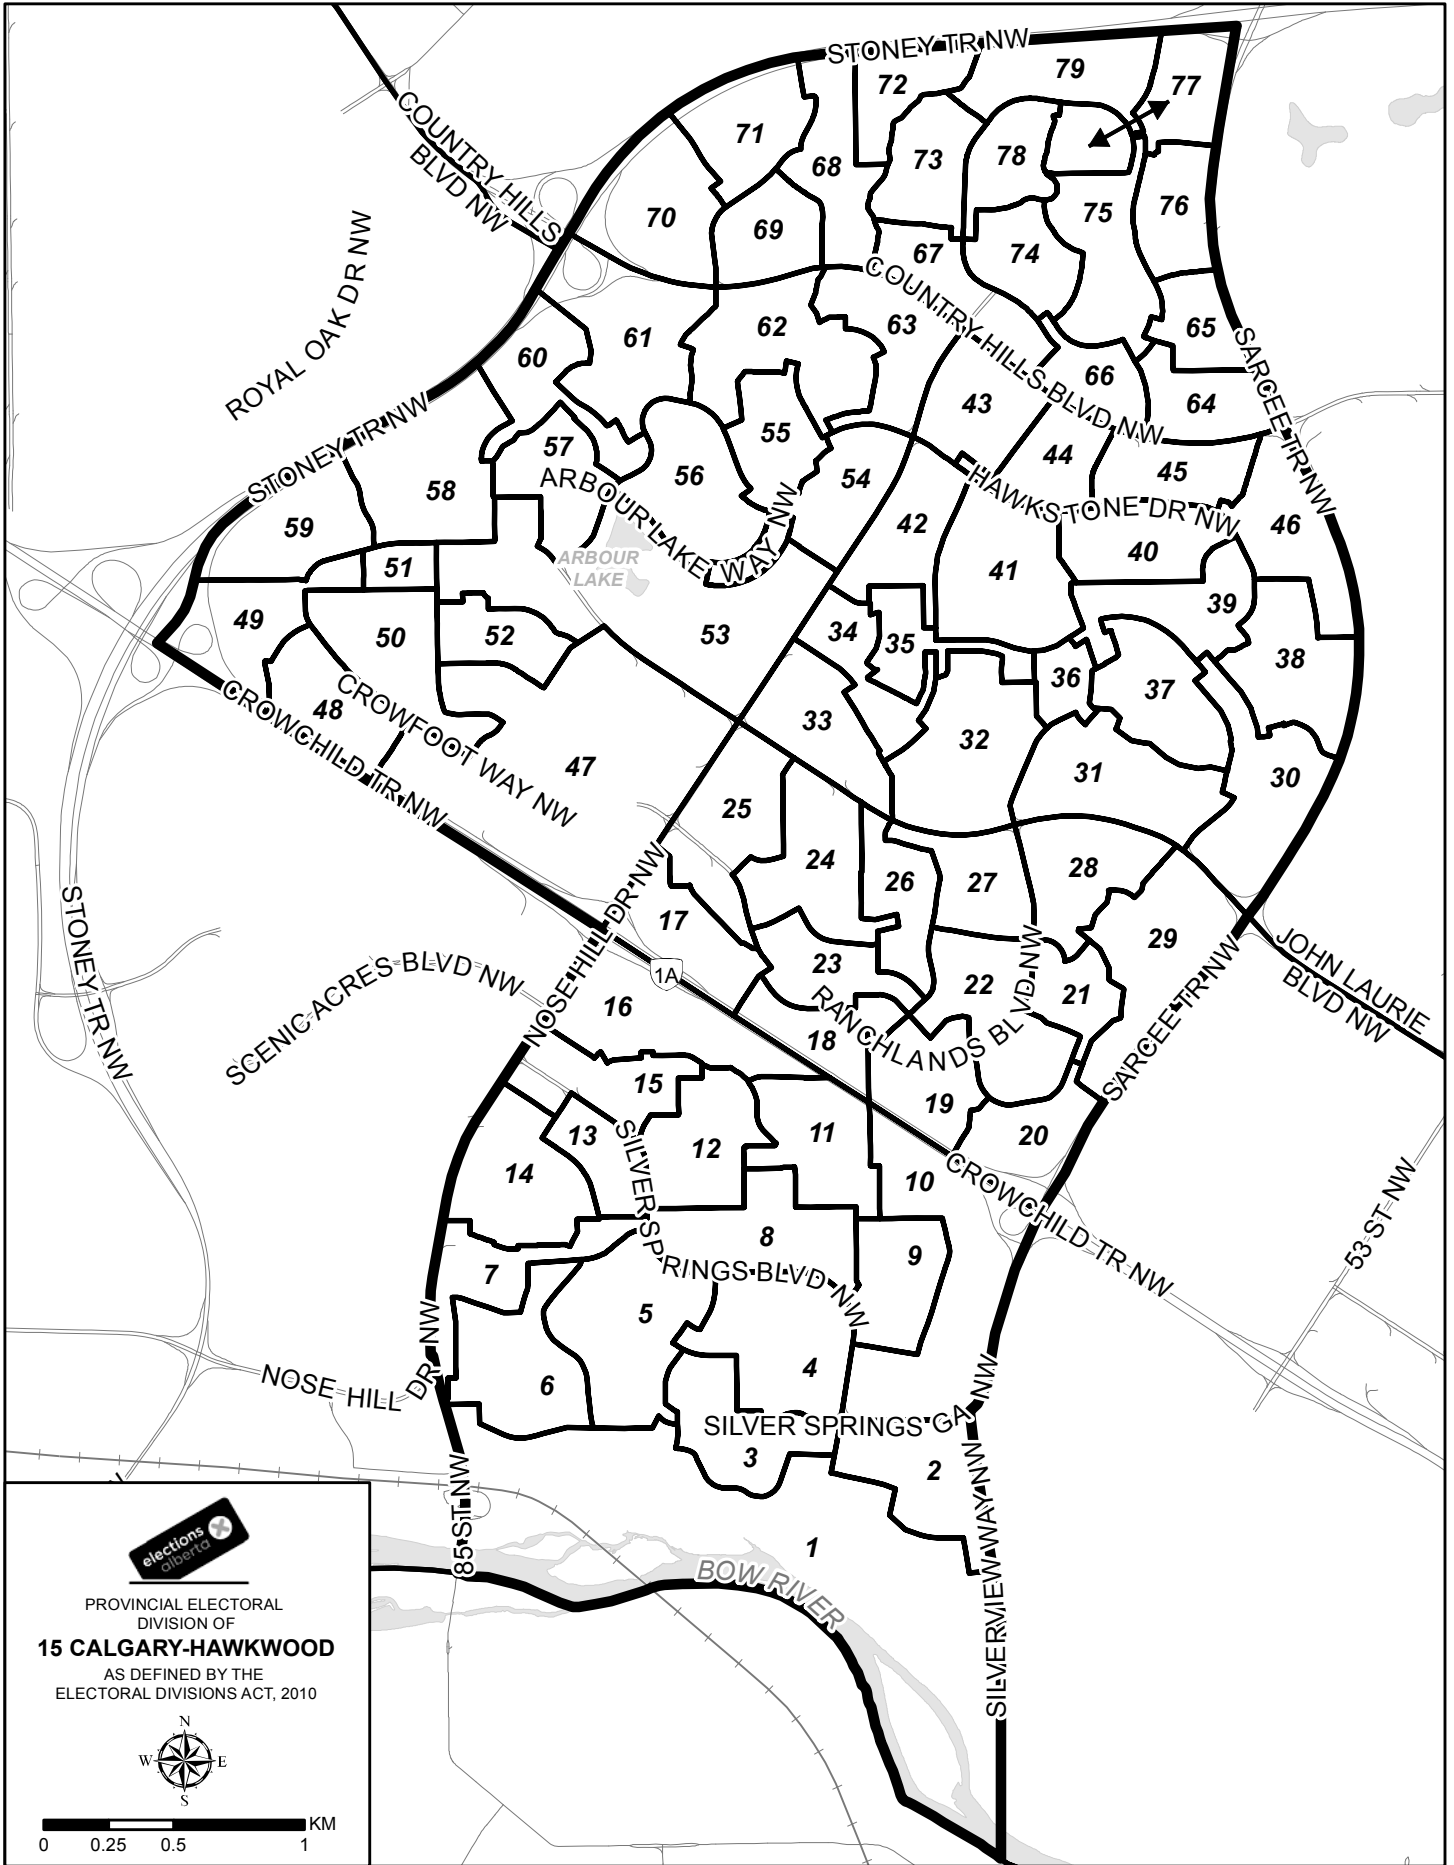 STONEY TR NW
72
79
77
COUNTRY HILLS
BLVD NW
71
68
73
78
70
69
67
74
75
76
ROYAL OAK DR NW
COUNTRY HILLS BLVD NW
60
61
62
63
65
66
64
SARCEE TR NW
STONEY TR NW
57
55
43
44
45
HAWKSTONE DR NW
ARBOUR LAKE WAY NW
58
56
54
59
42
46
ARBOUR
LAKE
51
41
40
39
49
50
52
53
34
35
36
37
38
48
CROWFOOT WAY NW
CROWCHILD TR NW
47
33
32
31
30
25
24
26
27
28
NOSE HILL DR NW
17
29
JOHN LAURIE
BLVD NW
STONEY TR NW
SCENIC ACRES BLVD NW
1A
23
22
21
RANCHLANDS BLVD NW
SARCEE TR NW
16
18
15
19
20
13
12
11
14
10
SILVER SPRINGS BLVD NW
CROWCHILD TR NW
53 ST NW
8
9
7
5
6
4
NOSE HILL DR NW
SILVER SPRINGS GA NW
3
2
85 ST NW
SILVERVIEW WAY NW
1
BOW RIVER
elections
alberta
PROVINCIAL ELECTORAL
DIVISION OF
15 CALGARY-HAWKWOOD
AS DEFINED BY THE
ELECTORAL DIVISIONS ACT, 2010
N
W E
S
KM
0 0.25 0.5 1